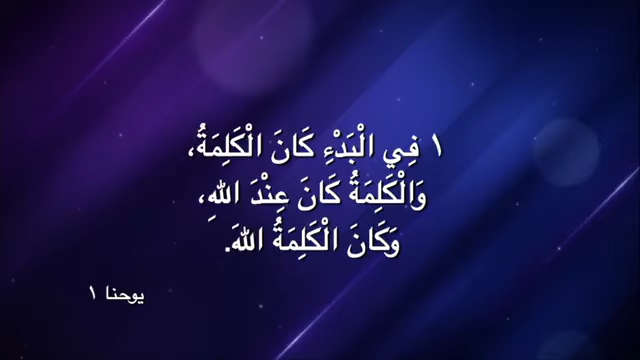 ١ فِي الْبَدْءِ كَانَ الْكَلِمَةُ،
وَالْكَلِمَةُ كَانَ عِنْدَ اللهِ،
وَكَانَ الْكَلِمَةُ اللهَ.
يوحنا ١